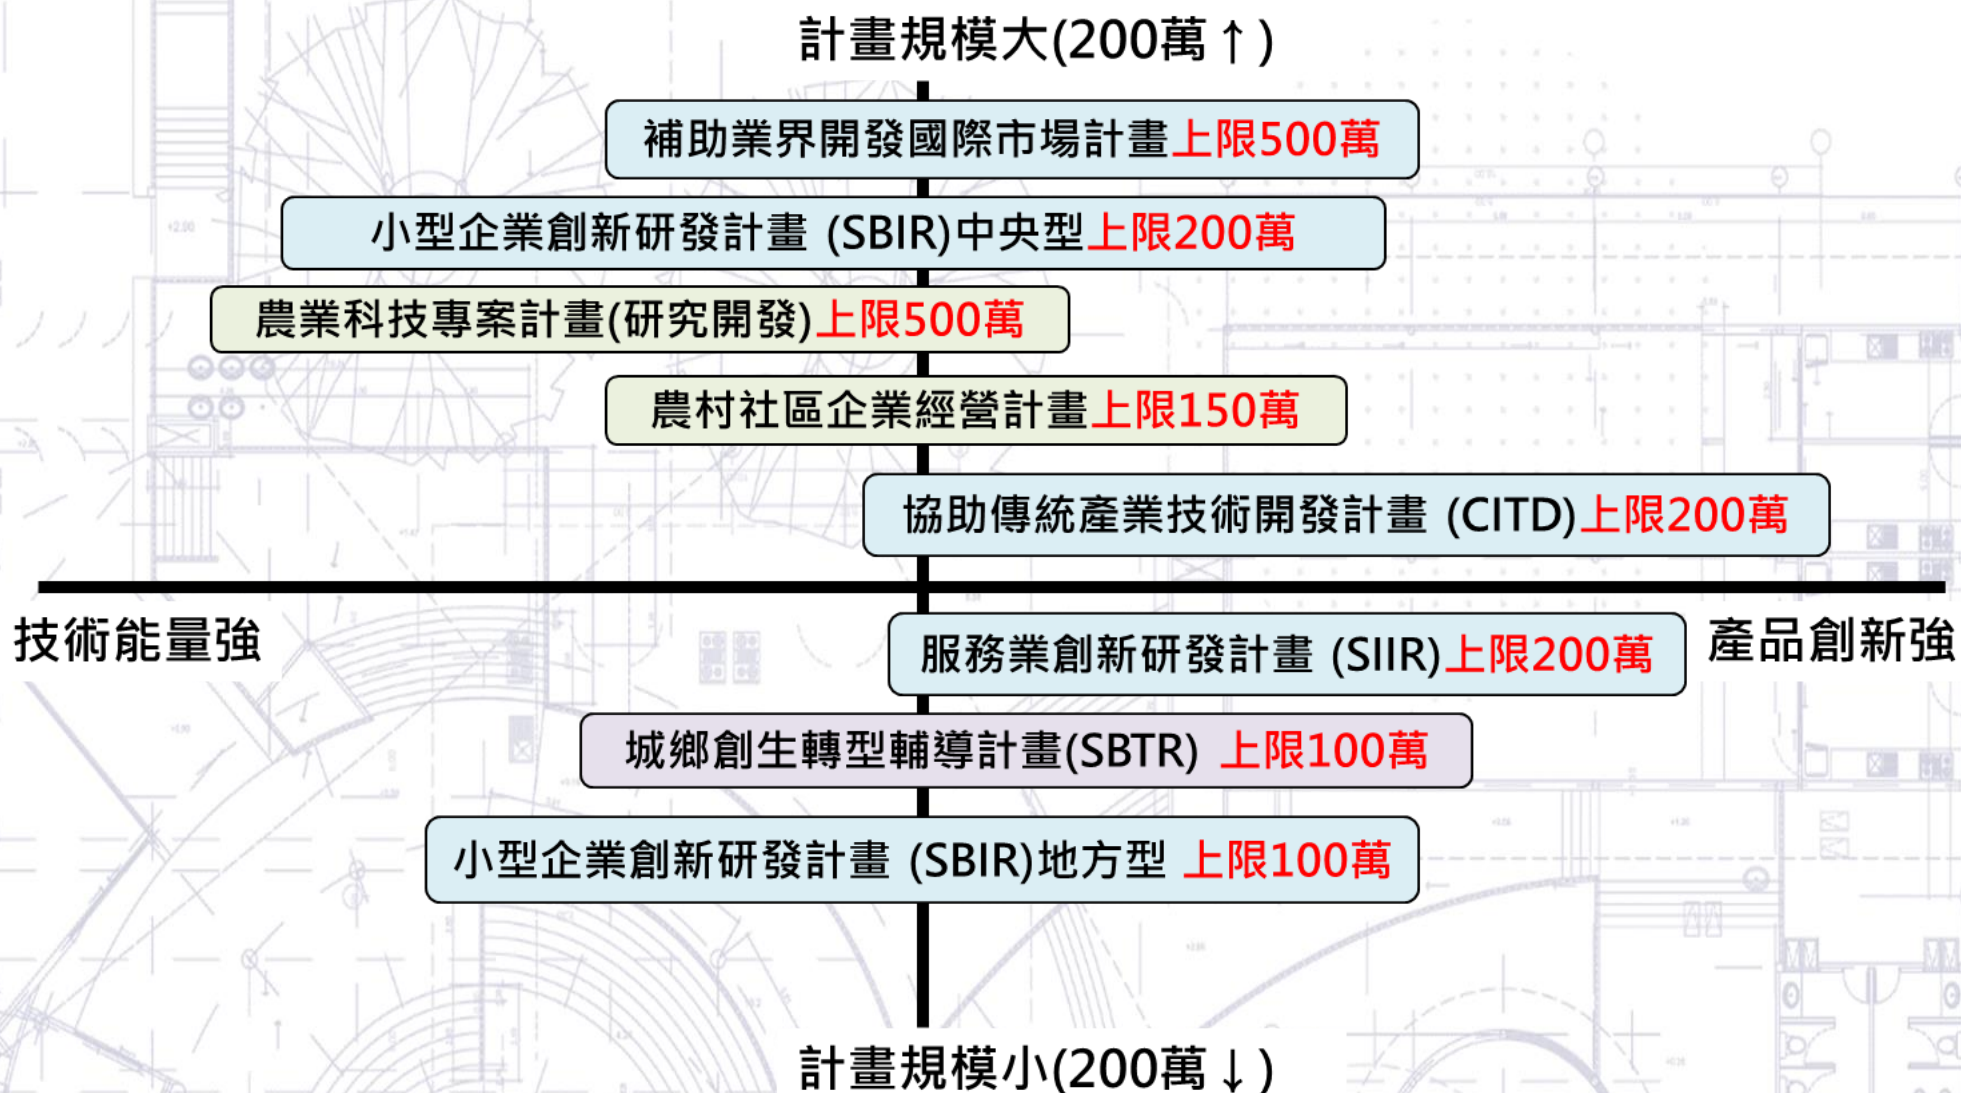 計畫規模大(200萬↑)
補助業界開發國際市場計畫上限500萬
小型企業創新研發計畫 (SBIR)中央型上限200萬
農業科技專案計畫(研究開發)上限500萬
農村社區企業經營計畫上限150萬
協助傳統產業技術開發計畫 (CITD)上限200萬
技術能量強
服務業創新研發計畫 (SIIR)上限200萬
產品創新強
城鄉創生轉型輔導計畫(SBTR) 上限100萬
小型企業創新研發計畫 (SBIR)地方型 上限100萬
計畫規模小(200萬↓)